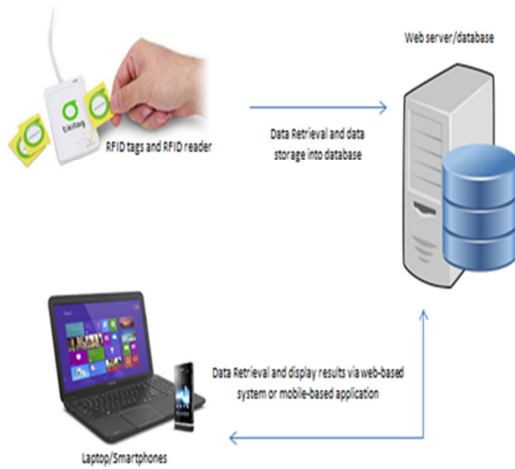 Web server/database
tikitag
RFID tags and RFID reader
Data Retrieval and data
storage into database
Data Retrieval and display results via web-based
system or mobile-based application
Laptop/Smartphones